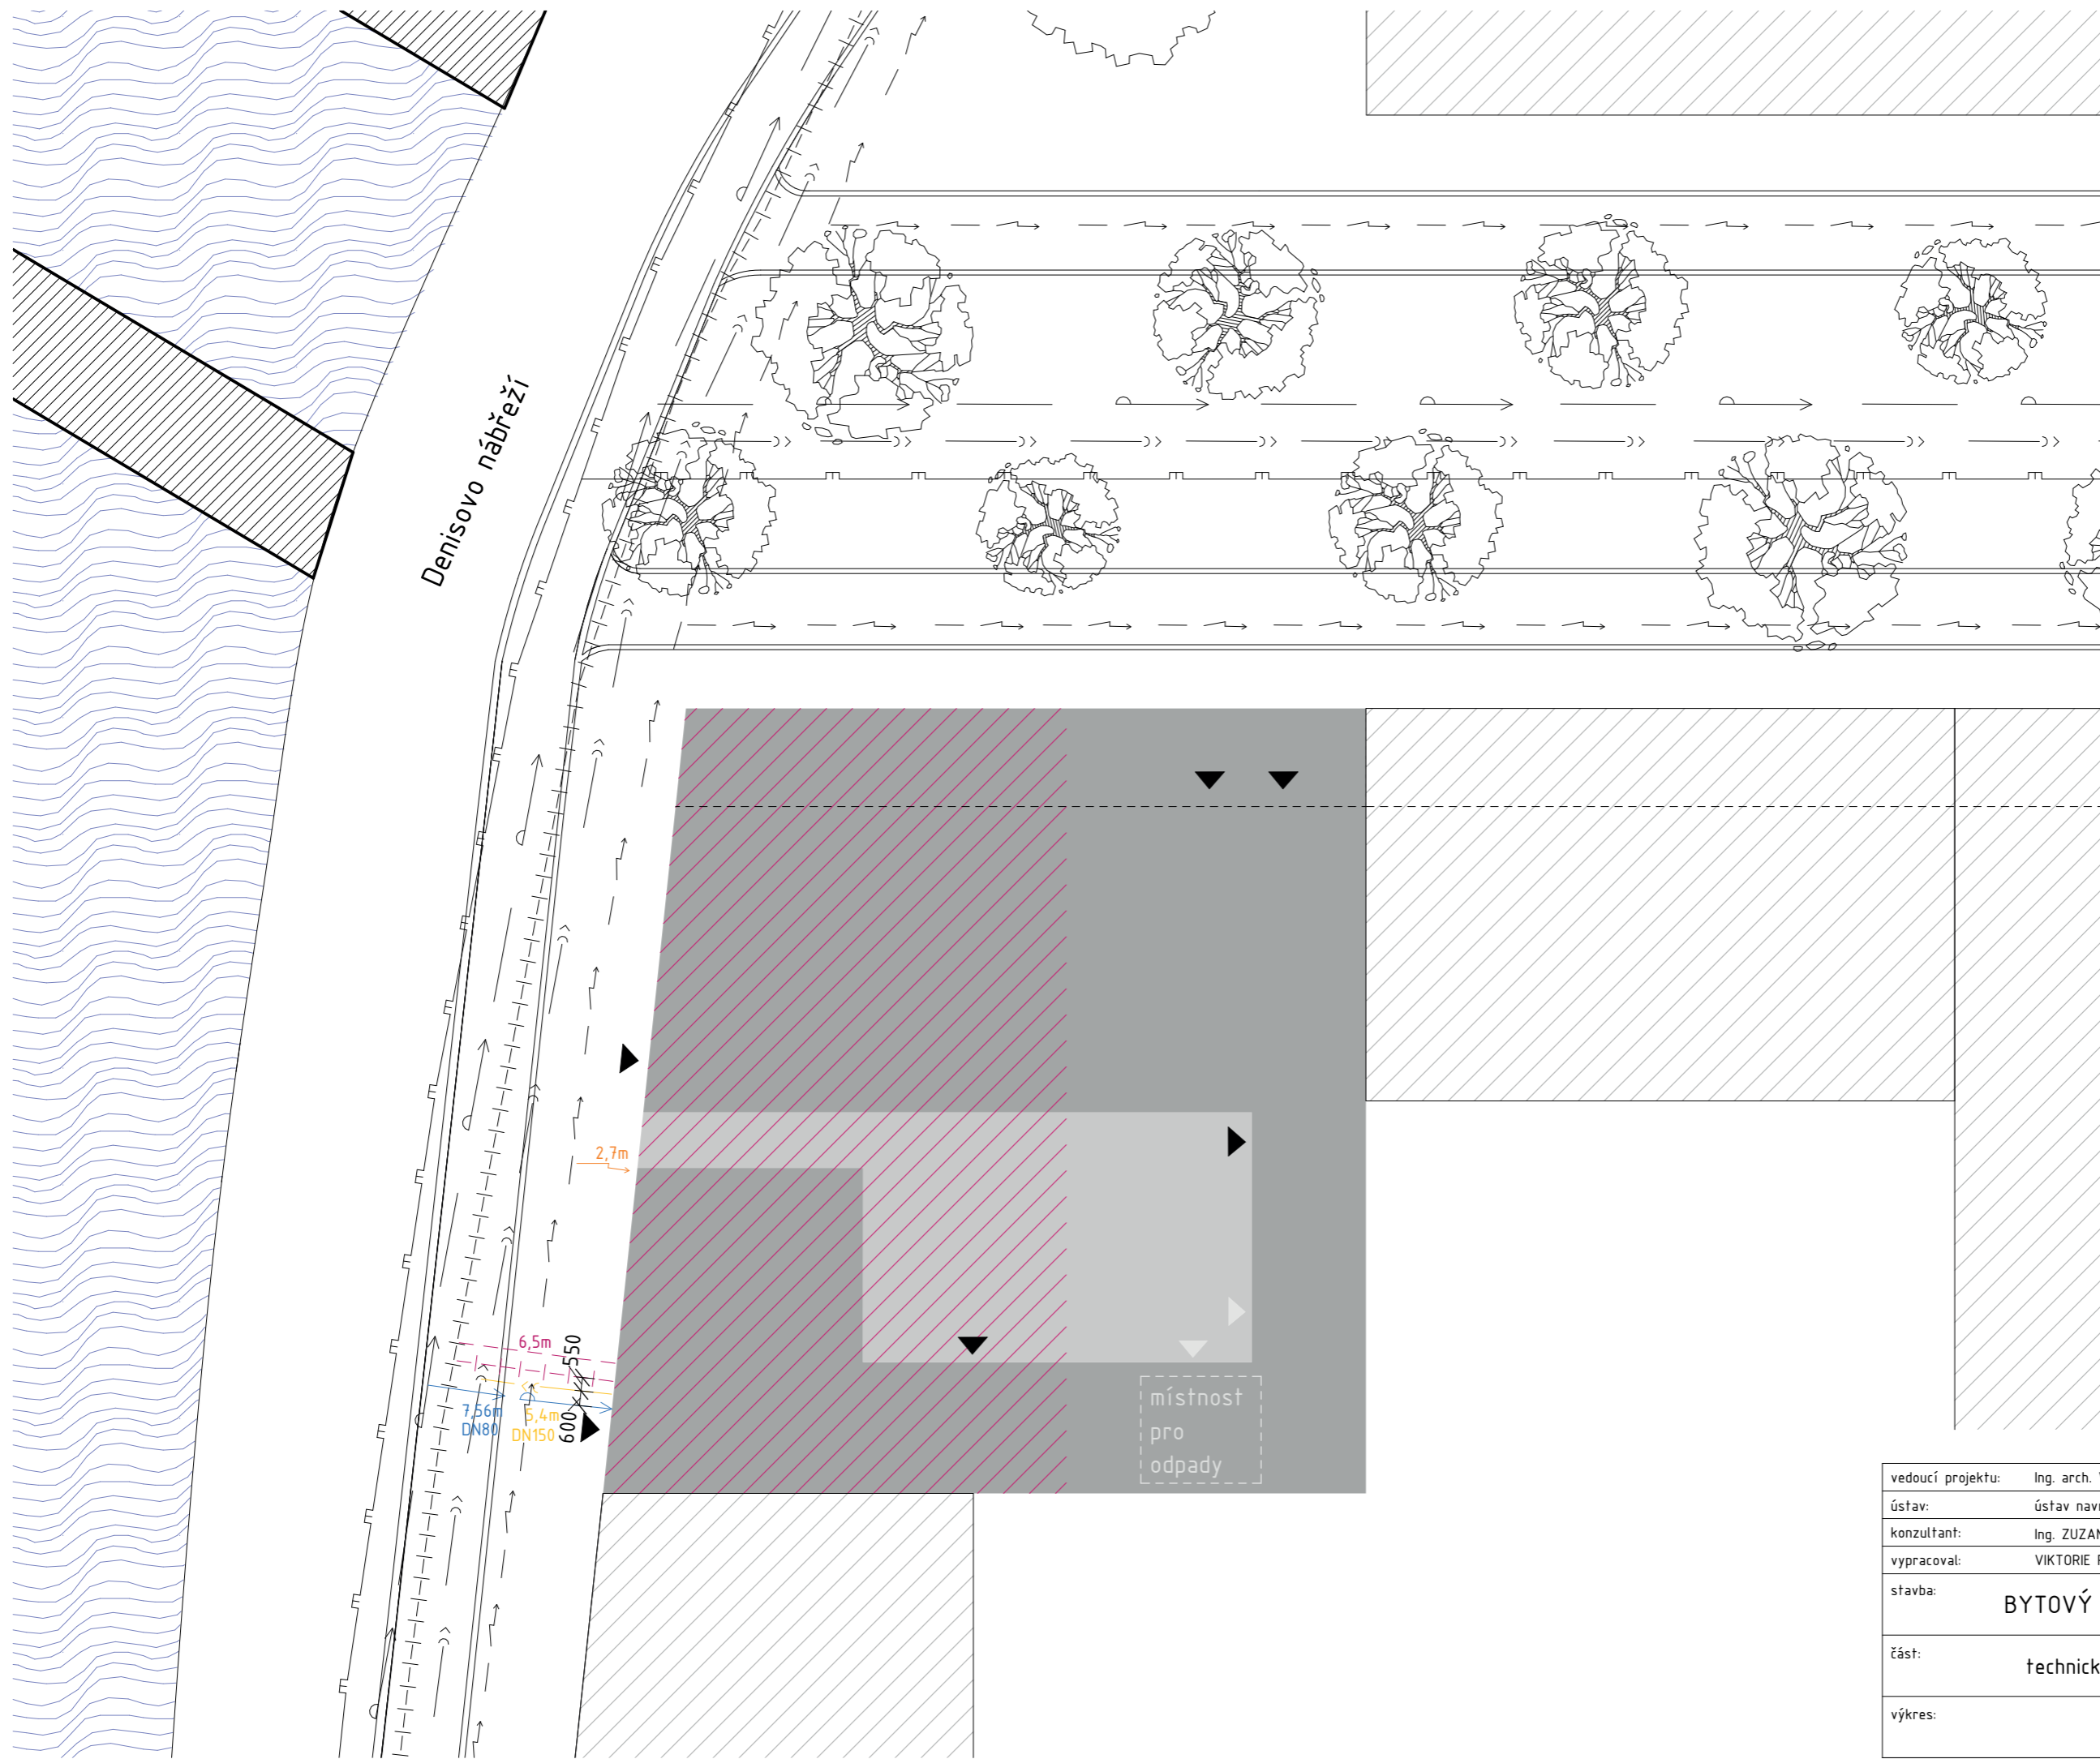 Denisovo nábřeží
2,7m
6,5m
550
7,56m
DN80
5,4m
DN150
600
místnost
pro
odpady
vedoucí projektu: Ing. arch.
ústav: ústav
konzultant: Ing.
vypracoval: VIKTORIE
stavba:
BYTOVÝ
část:
výkres: